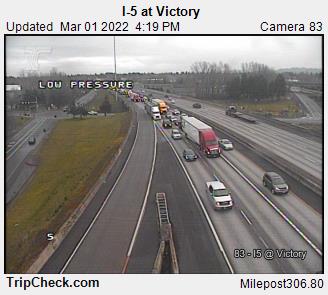 I-5 at Victory
Updated Mar 01 2022 4:19 PM Camera 83
LOW PRESSURE
S
83 - I5 @ Victory
TripCheck.com Milepost306.80